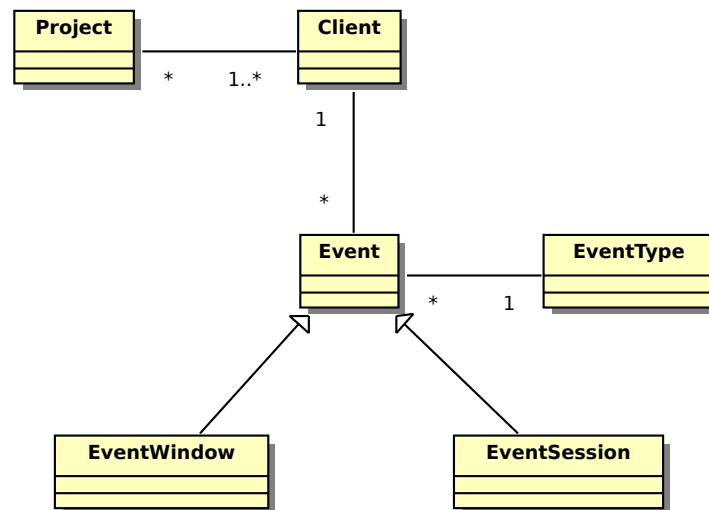 Project
Client
*
1..*
1
*
Event
EventType
*
1
EventWindow
EventSession